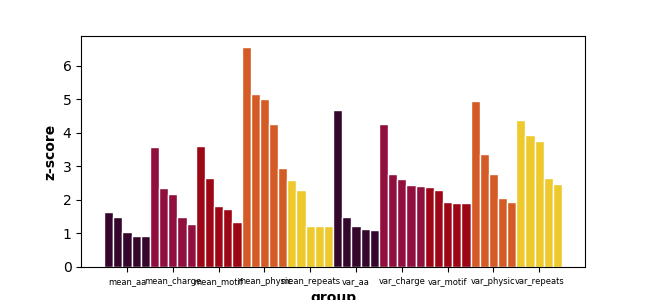 6
5
4
3
2
1
0
z-score
mean_aa mean_charge mean_motif mean_physic mean_repeats var_aa var_charge var_motif var_physic var_repeats
group